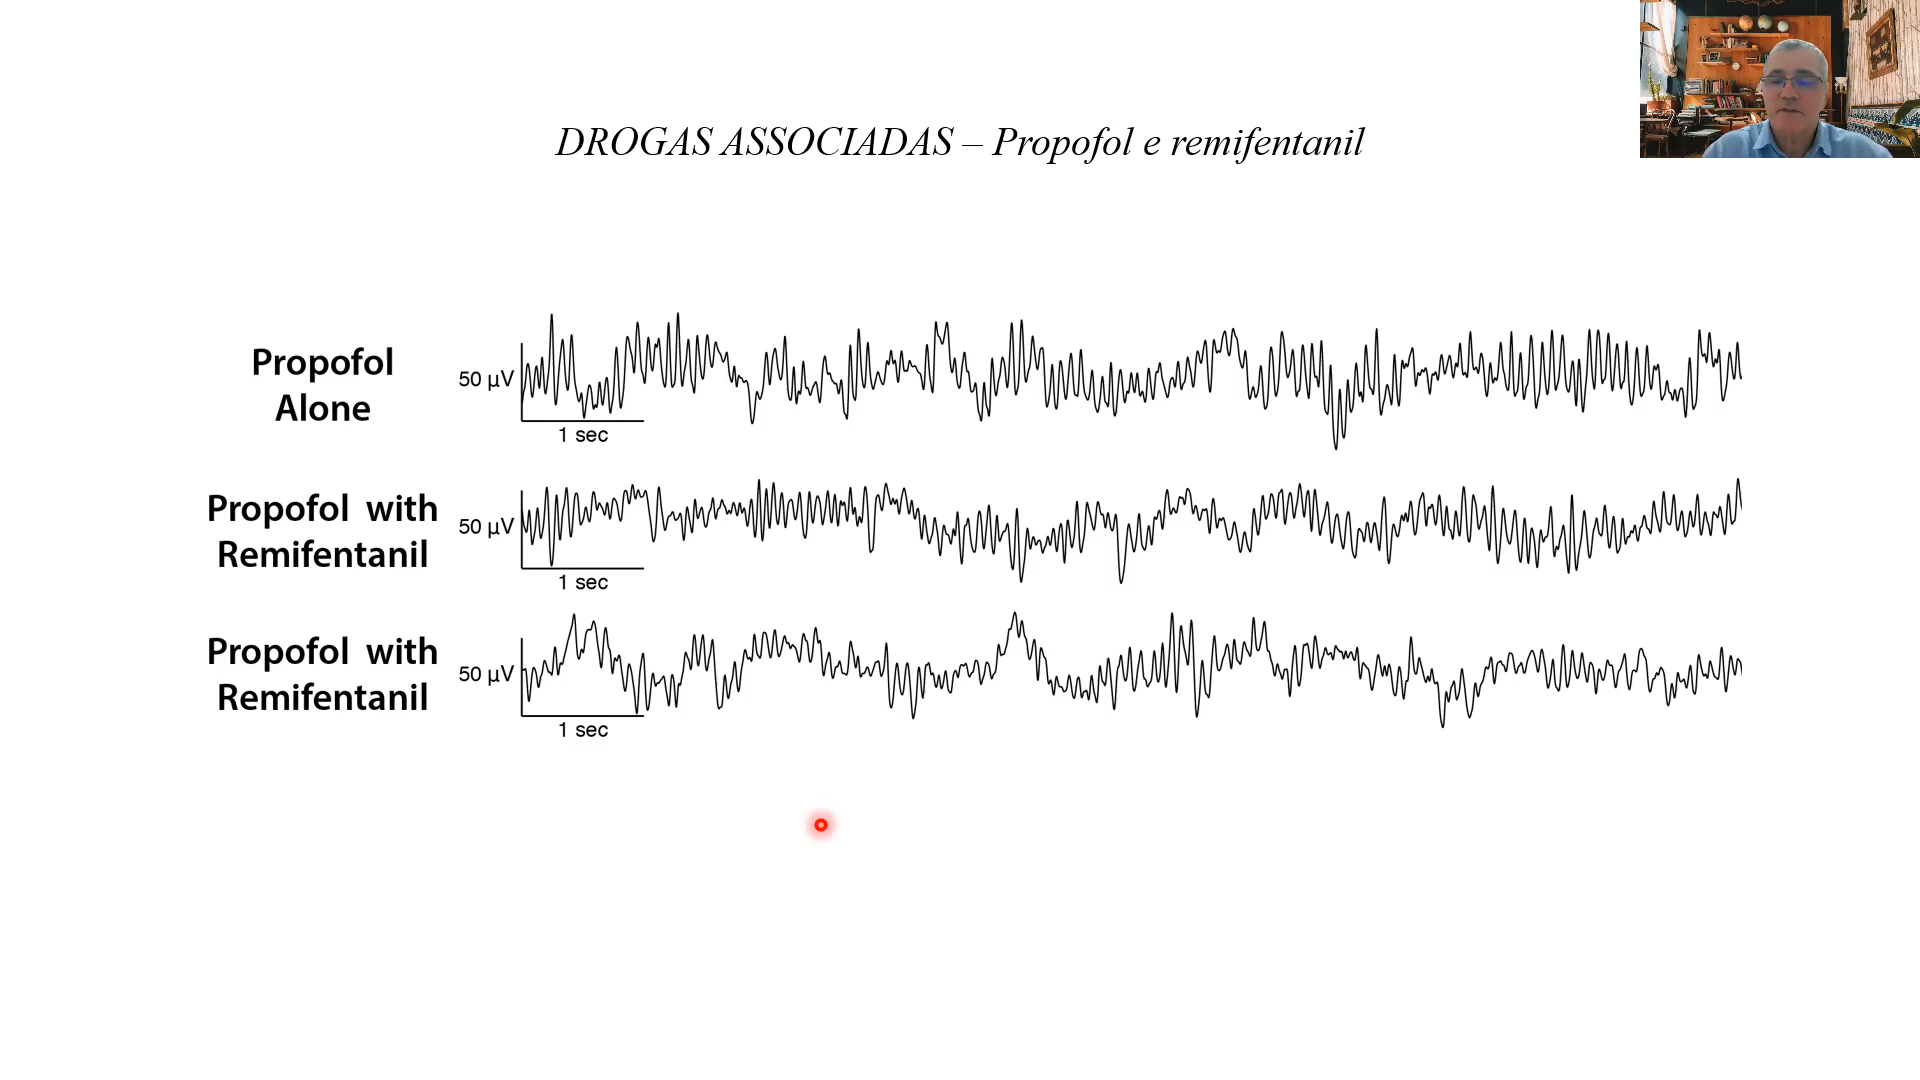 DROGAS ASSOCIADAS – Propofol e remifentanil
Propofol
Alone
50 µV
1 sec
Propofol with
Remifentanil
50 µV
1 sec
Propofol with
Remifentanil
50 µV
1 sec